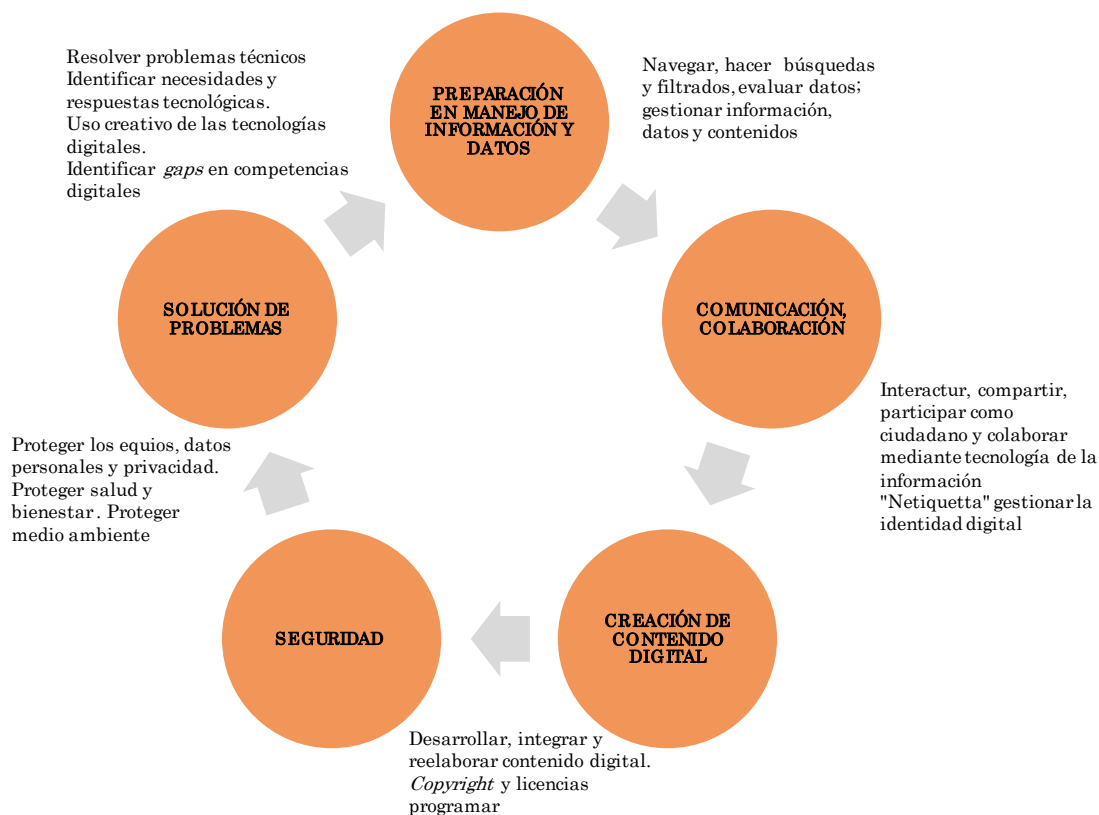 PREPARACIÓN
EN MANEJO DE
INFORMACIÓN Y
DATOS
Navegar, hacer búsquedas
y filtrados, evaluar datos;
gestionar información,
datos y contenidos
COMUNICACIÓN,
COLABORACIÓN
Interactur, compartir,
participar como
ciudadano y colaborar
mediante tecnología de la
información
"Netiquetta" gestionar la
identidad digital
CREACIÓN DE
CONTENIDO
DIGITAL
Desarrollar, integrar y
reelaborar contenido digital.
Copyright y licencias
programar
SEGURIDAD
Proteger los equios, datos
personales y privacidad.
Proteger salud y
bienestar. Proteger
medio ambiente
SOLUCIÓN DE
PROBLEMAS
Resolver problemas técnicos
Identificar necesidades y
respuestas tecnológicas.
Uso creativo de las tecnologías
digitales.
Identificar gaps en competencias
digitales